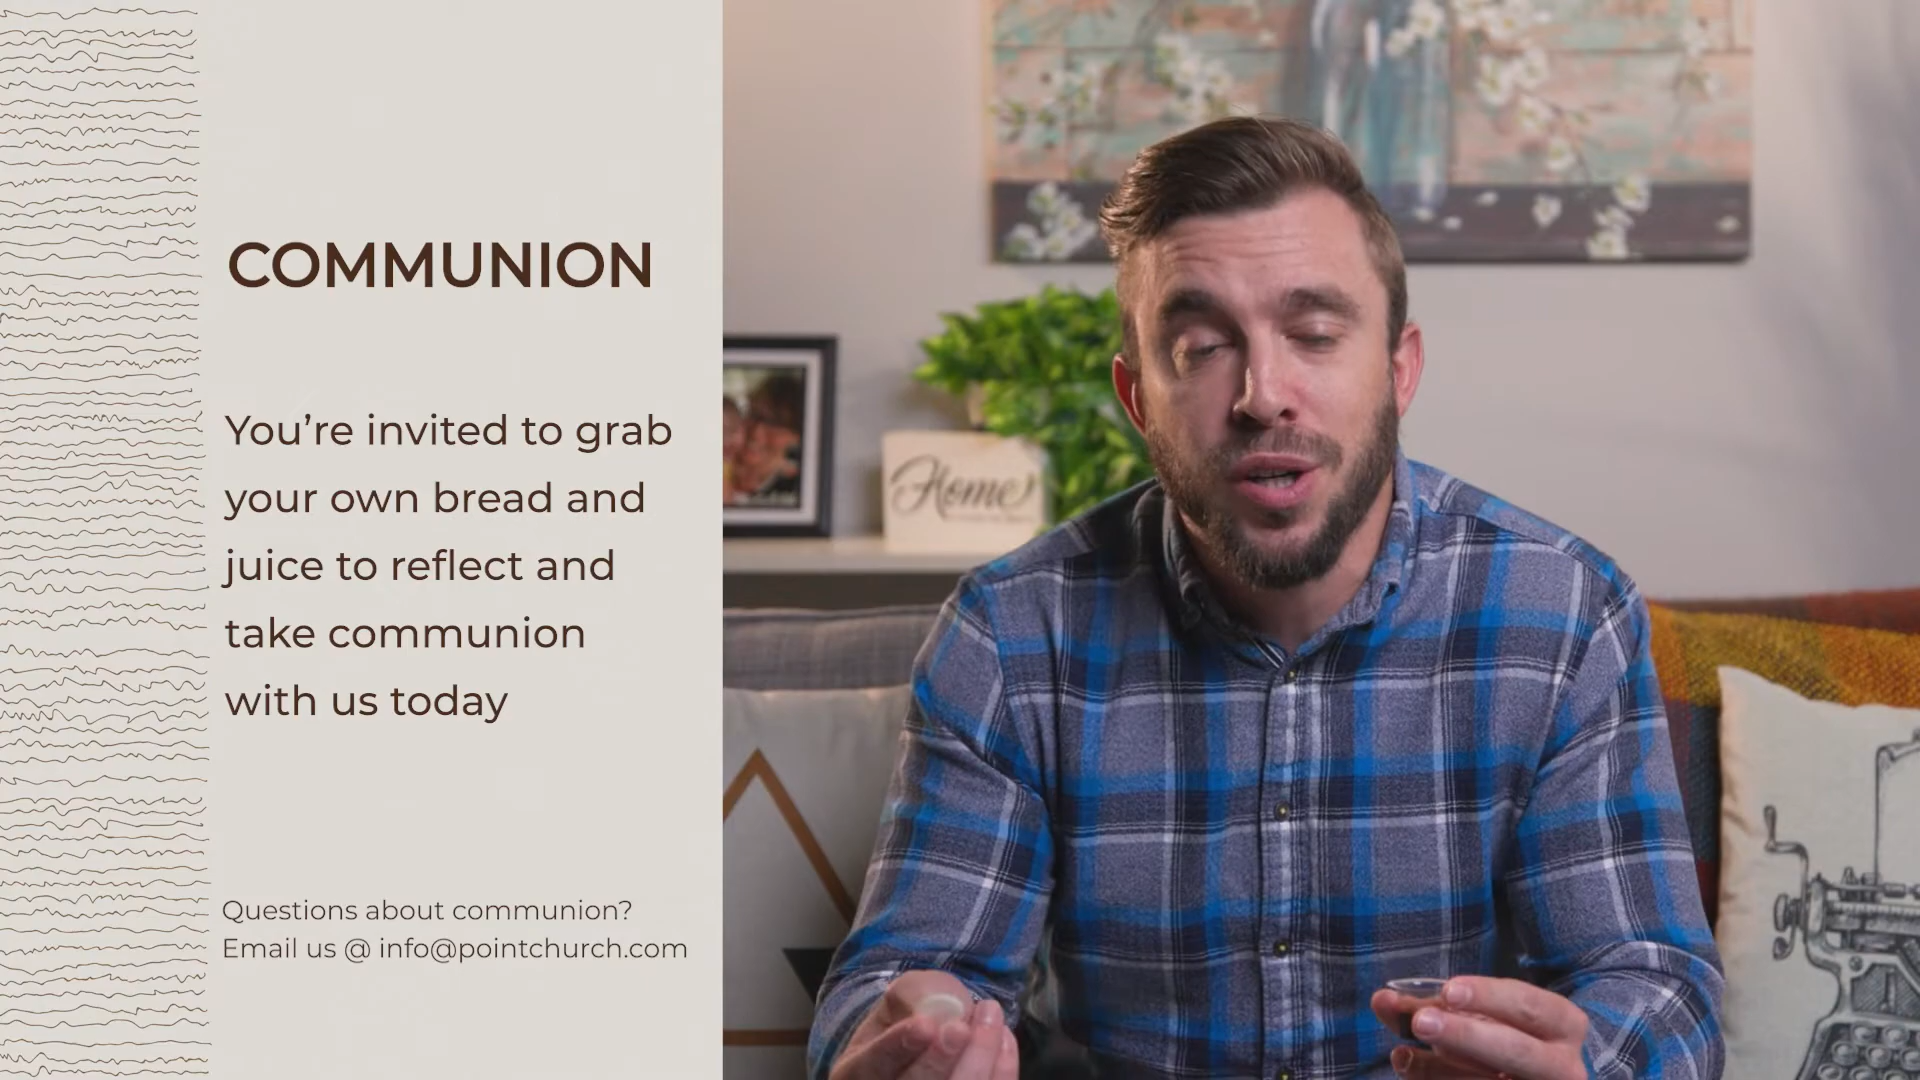 COMMUNION
You’re invited to grab
your own bread and
juice to reflect and
take communion
with us today
Questions about communion?
Email us @ info@pointchurch.com
Home